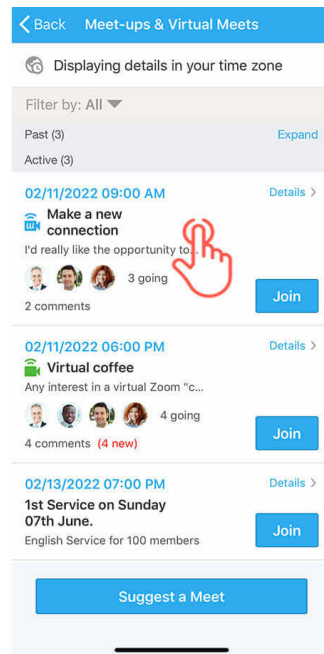 Back Meet-ups & Virtual Meets
Displaying details in your time zone
Filter by: All
Past (3) Expand
Active (3)
02/11/2022 09:00 AM Details >
Make a new
connection
I'd really like the opportunity to...
3 going
Join
2 comments
02/11/2022 06:00 PM Details >
Virtual coffee
Any interest in a virtual Zoom "c...
4 going
Join
4 comments (4 new)
02/13/2022 07:00 PM Details >
1st Service on Sunday
07th June.
Join
English Service for 100 members
Suggest a Meet